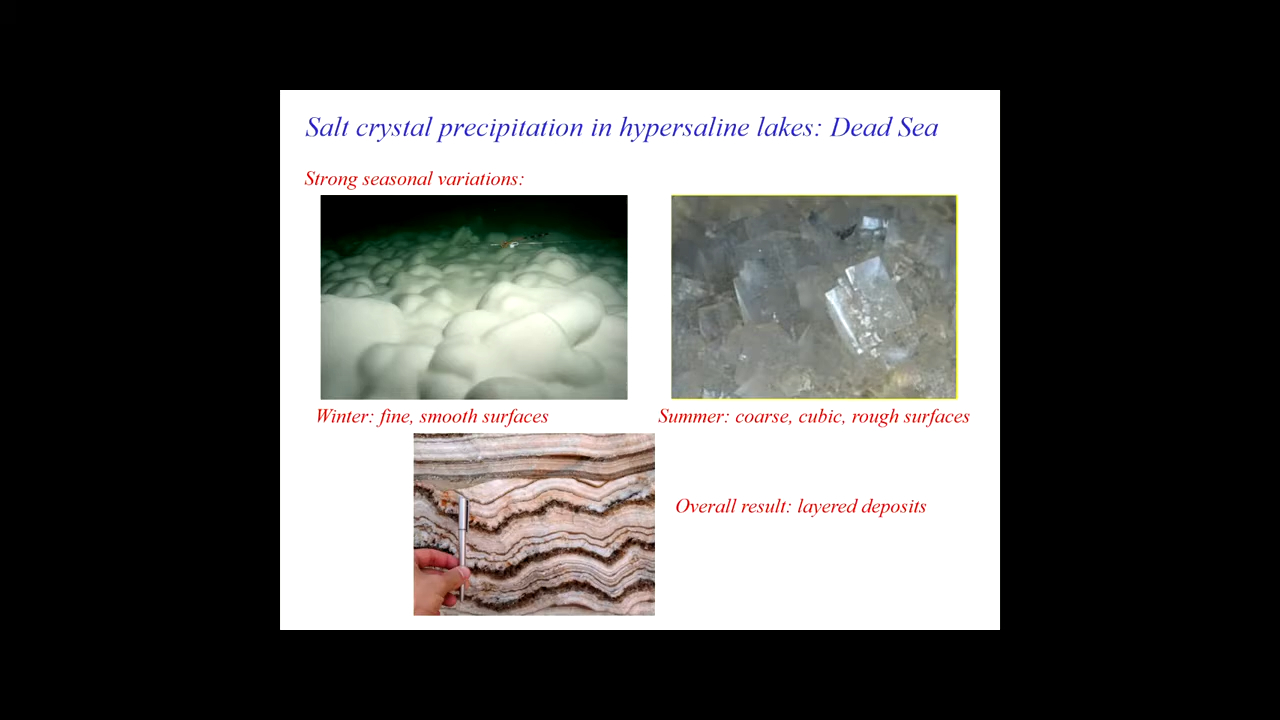 Salt crystal precipitation in hypersaline lakes: Dead Sea
Strong seasonal variations:
Winter: fine, smooth surfaces
Summer: coarse, cubic, rough surfaces
Overall result: layered deposits